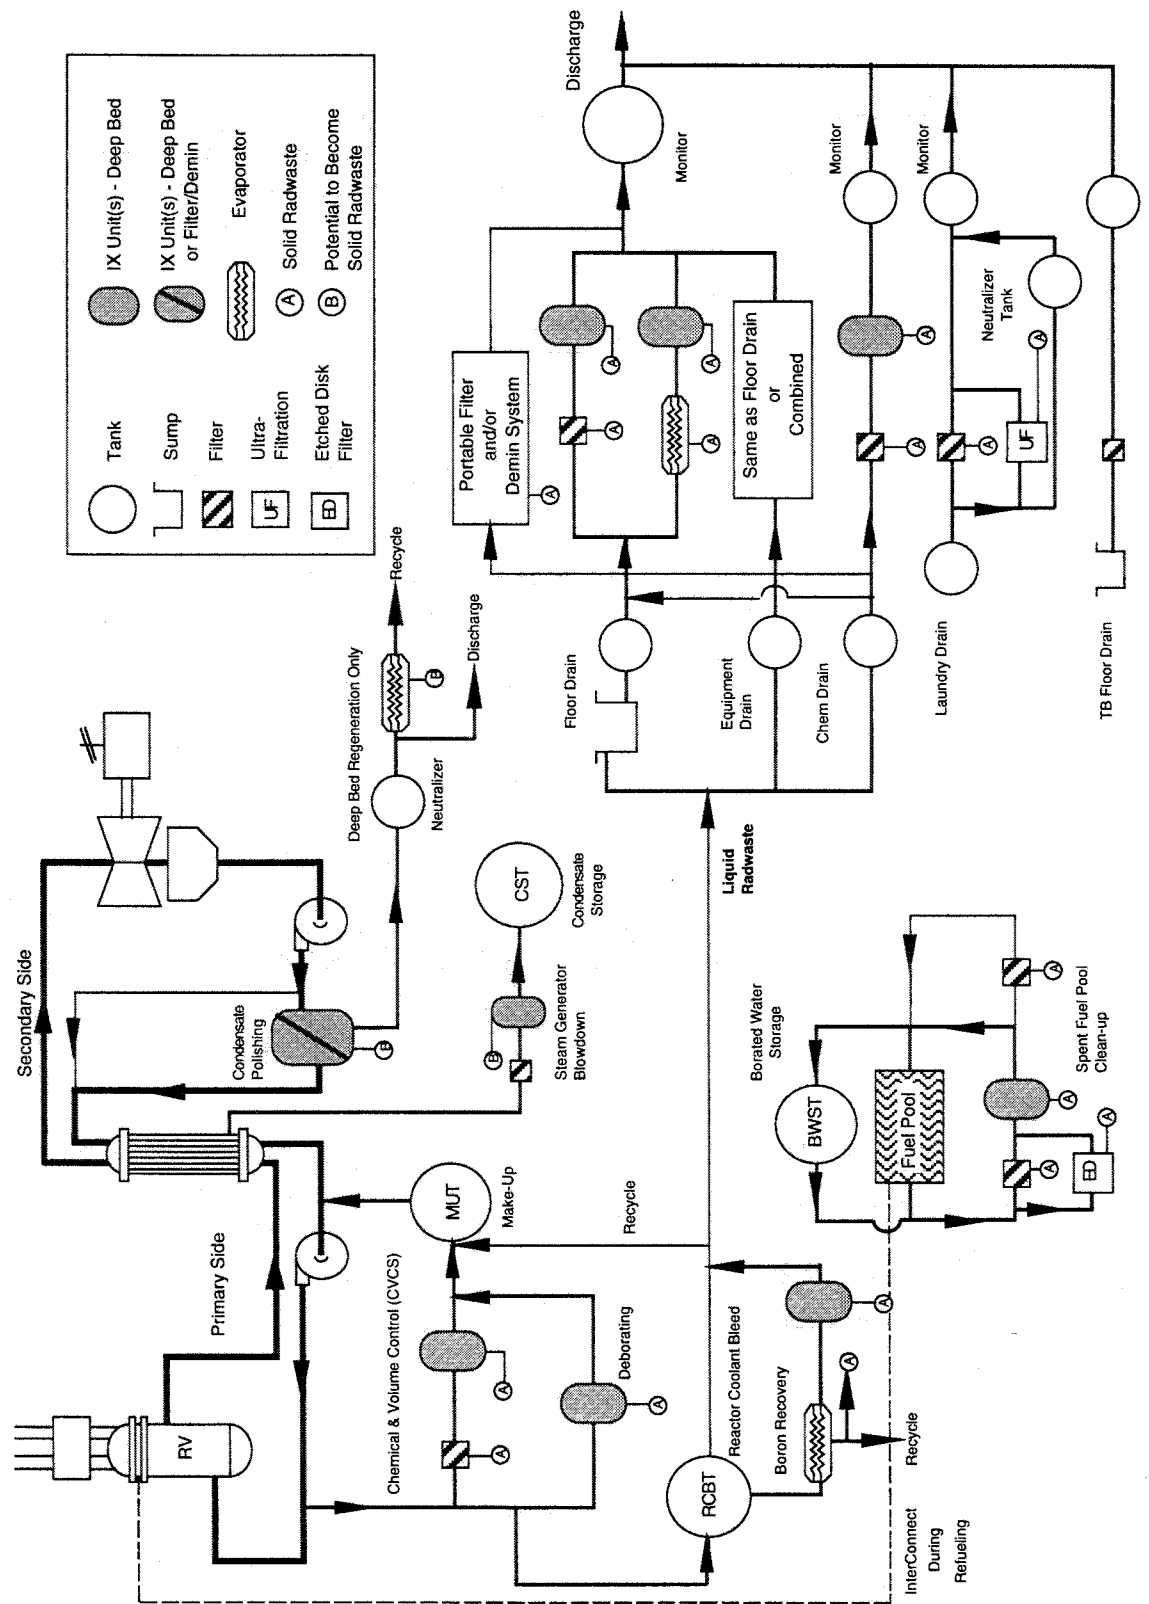 Tank
Sump
Filter
Ultra-
Filtration
UF
Etched Disk
Filter
ED
IX Unit(s) - Deep Bed
IX Unit(s) - Deep Bed
or Filter/Demin
Evaporator
A
Solid Radwaste
B
Potential to Become
Solid Radwaste
Secondary Side
Primary Side
RV
Condensate
Polishing
B
Deep Bed Regeneration Only
Neutralizer
B
Recycle
Discharge
Steam Generator
Blowdown
B
CST
Condensate
Storage
MUT
Make-Up
Chemical & Volume Control (CVCS)
A
A
Deborating
A
Recycle
RCBT
Reactor Coolant Bleed
Boron Recovery
A
A
Recycle
InterConnect
During
Refueling
Borated Water
Storage
BWST
Fuel Pool
A
ED
A
A
A
Spent Fuel Pool
Clean-up
Liquid
Radwaste
Floor Drain
Equipment
Drain
Chem Drain
Laundry Drain
TB Floor Drain
Portable Filter
and/or
Demin System
A
A
A
A
A
Same as Floor Drain
or
Combined
A
A
A
UF
A
Neutralizer
Tank
Monitor
Monitor
Monitor
Discharge